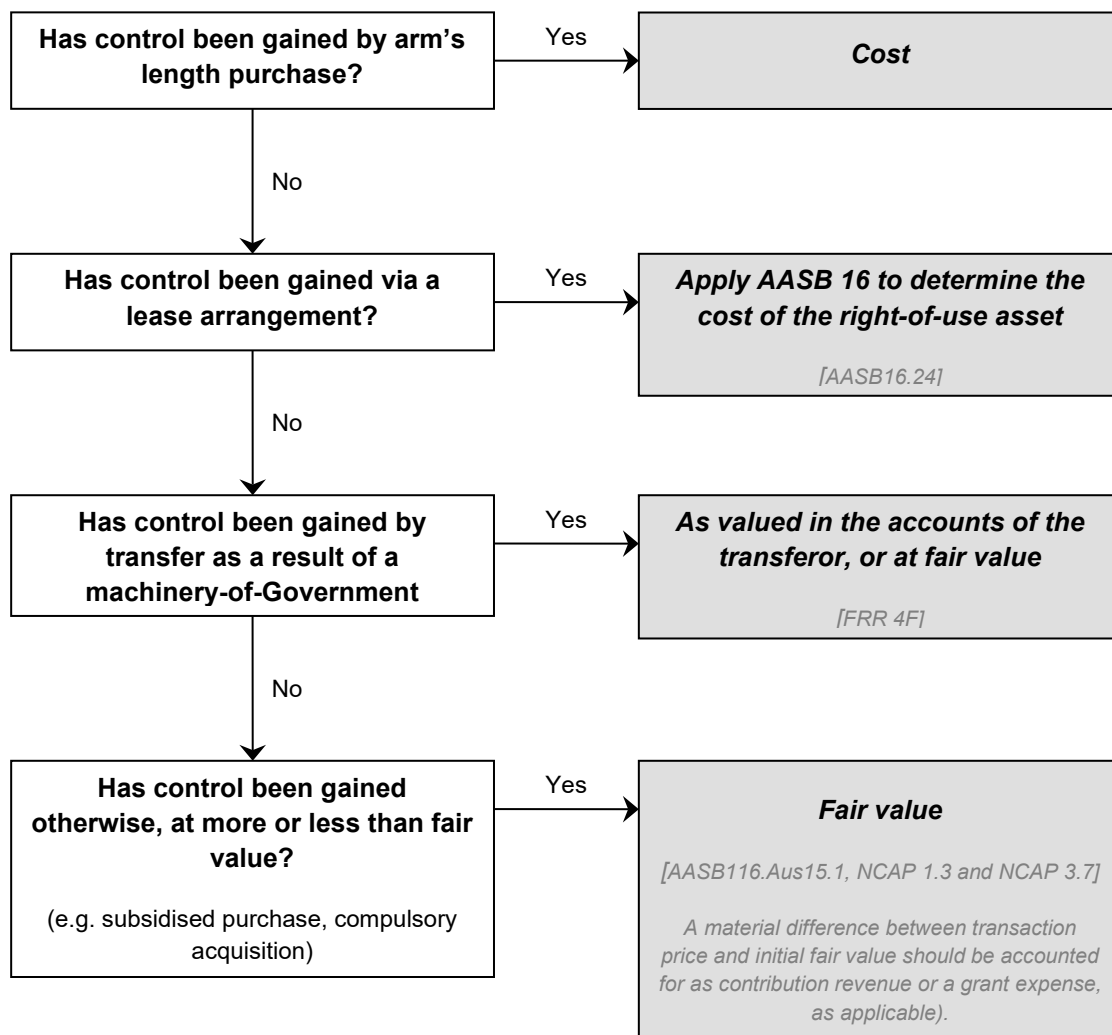 Has control been gained by arm’s
length purchase?
Yes
Cost
No
Has control been gained via a
lease arrangement?
Yes
Apply AASB 16 to determine the
cost of the right-of-use asset
[AASB16.24]
No
Has control been gained by
transfer as a result of a
machinery-of-Government
Yes
As valued in the accounts of the
transferor, or at fair value
[FRR 4F]
No
Has control been gained
otherwise, at more or less than fair
value?
(e.g. subsidised purchase, compulsory
acquisition)
Yes
Fair value
[AASB116.Aus15.1, NCAP 1.3 and NCAP 3.7]
A material difference between transaction
price and initial fair value should be accounted
for as contribution revenue or a grant expense,
as applicable).